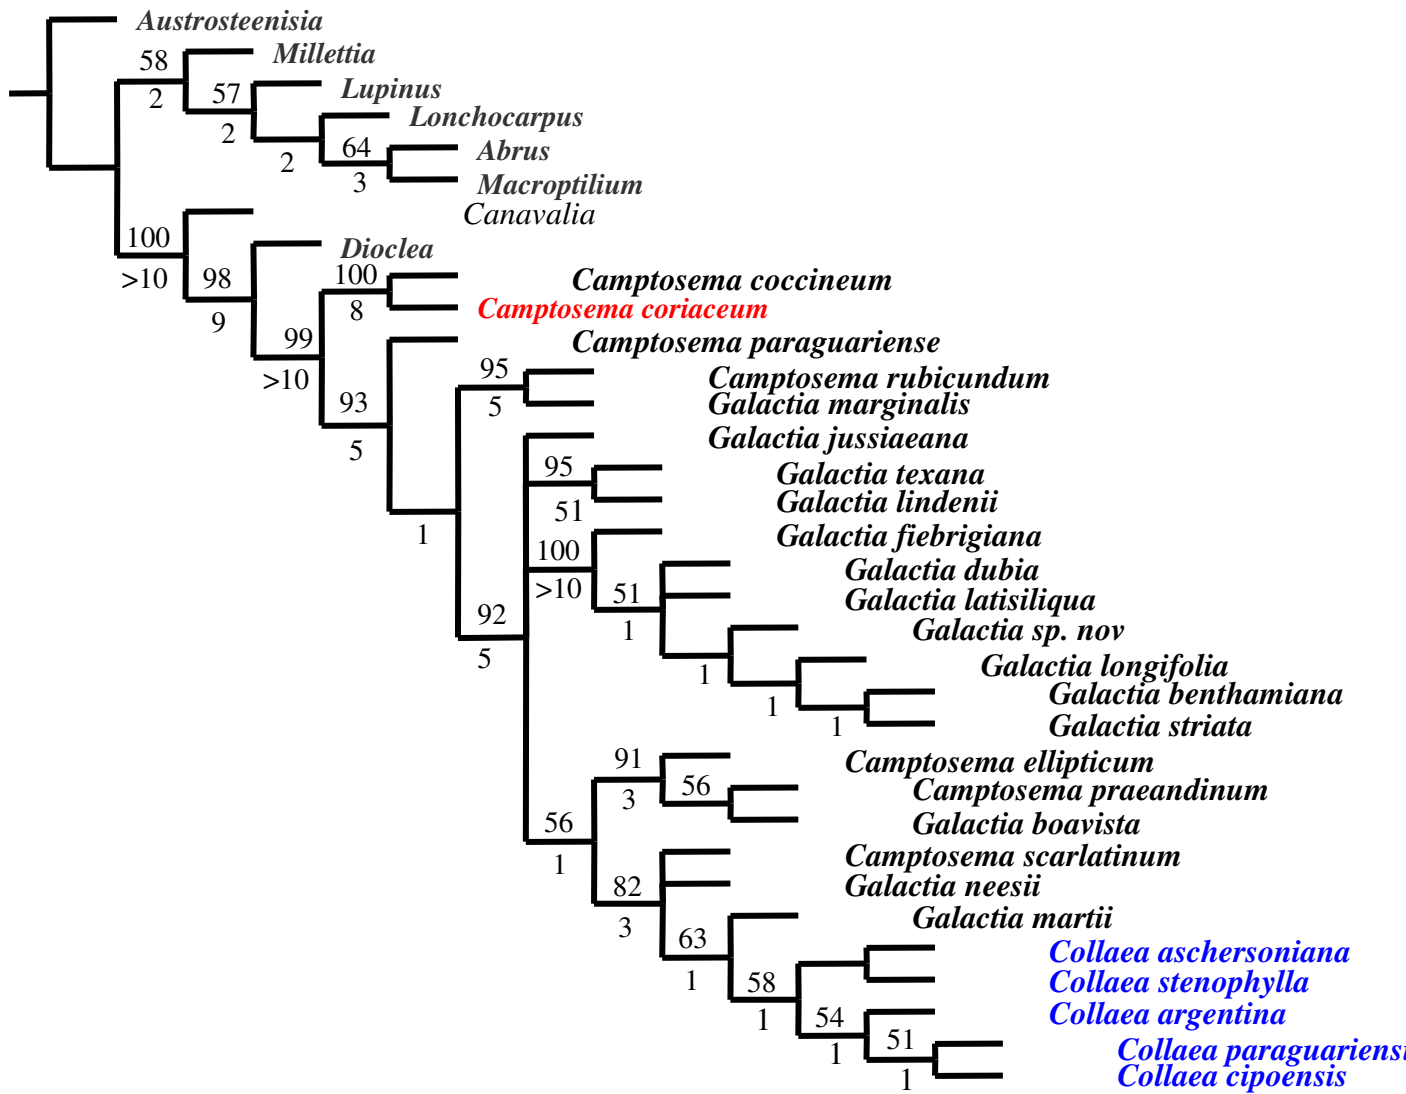 Austrosteenisia
Millettia
58
2
Lupinus
57
2
Lonchocarpus
2
64
Abrus
3
Macroptilium
Canavalia
100
>10
Dioclea
98
9
100
Camptosema coccineum
8
Camptosema coriaceum
99
>10
Camptosema paraguariense
95
Camptosema rubicundum
5
Galactia marginalis
93
5
Galactia jussiaeana
95
Galactia texana
51
Galactia lindenii
1
Galactia fiebrigiana
100
>10
Galactia dubia
51
Galactia latisiliqua
1
92
5
Galactia sp. nov
1
Galactia longifolia
1
Galactia benthamiana
1
Galactia striata
91
Camptosema ellipticum
3
56
Camptosema praeandinum
Galactia boavista
56
1
Camptosema scarlatinum
82
Galactia neesii
3
Galactia martii
63
1
Collaea aschersoniana
58
Collaea stenophylla
1
54
Collaea argentina
1
51
Collaea paraguariensi
1
Collaea cipoensis